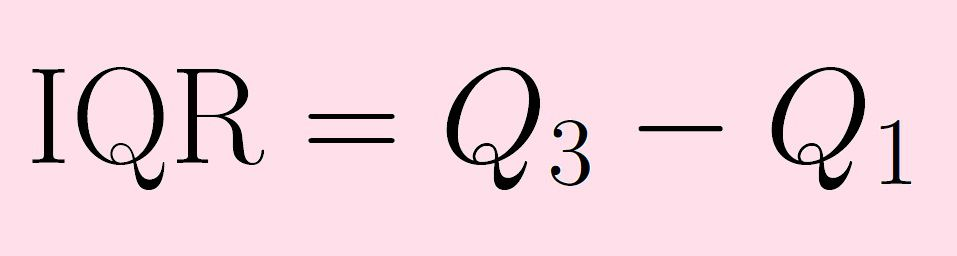 IQR = Q₃ − Q₁